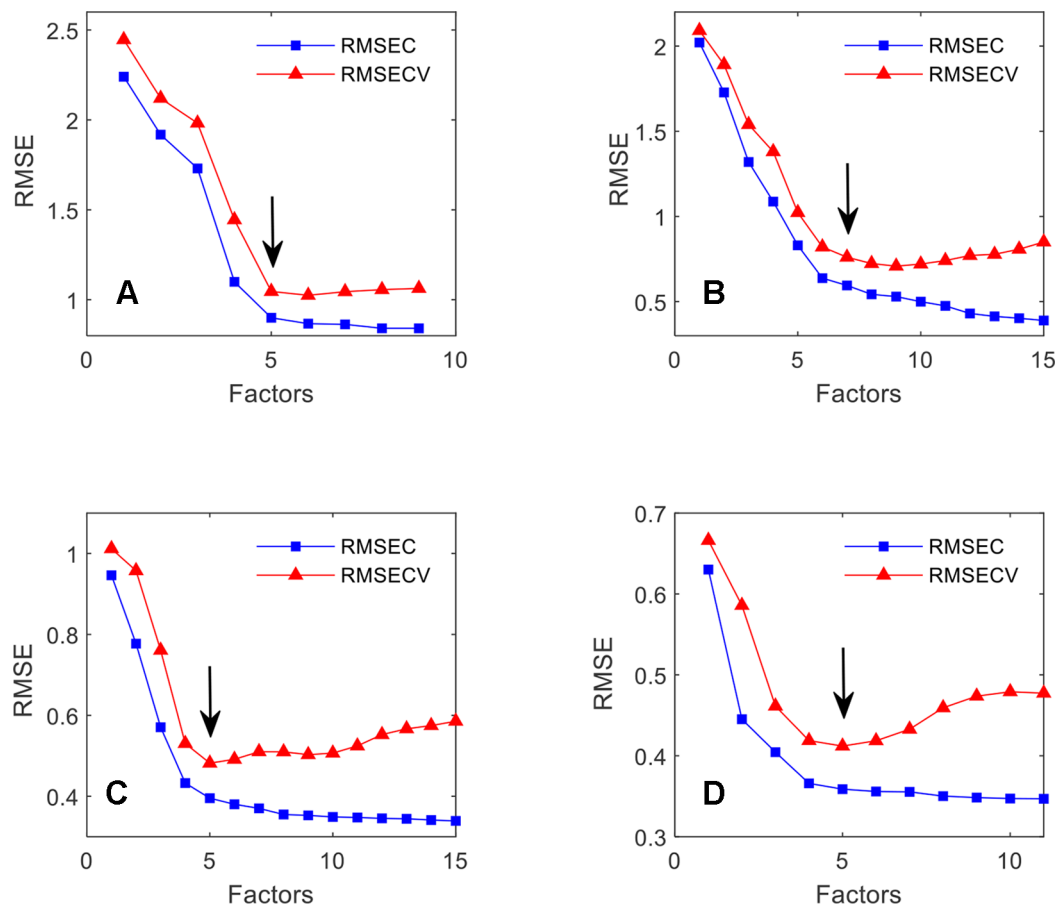 2.5
2
1.5
1
RMSE
RMSEC
RMSECV
A
0 5 10
Factors
2
1.5
1
0.5
RMSE
RMSEC
RMSECV
B
0 5 10 15
Factors
1
0.8
0.6
0.4
RMSE
RMSEC
RMSECV
C
0 5 10 15
Factors
0.7
0.6
0.5
0.4
0.3
RMSE
RMSEC
RMSECV
D
0 5 10
Factors